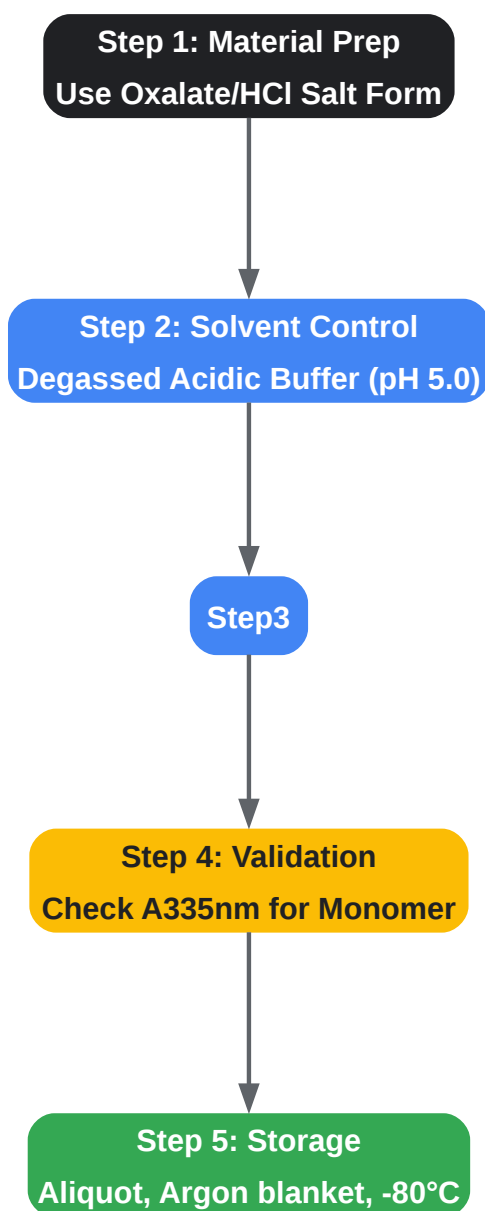 Step 1: Material Prep
Use Oxalate/HCl Salt Form
Step 2: Solvent Control
Degassed Acidic Buffer (pH 5.0)
Step3
Step 4: Validation
Check A335nm for Monomer
Step 5: Storage
Aliquot, Argon blanket, -80°C